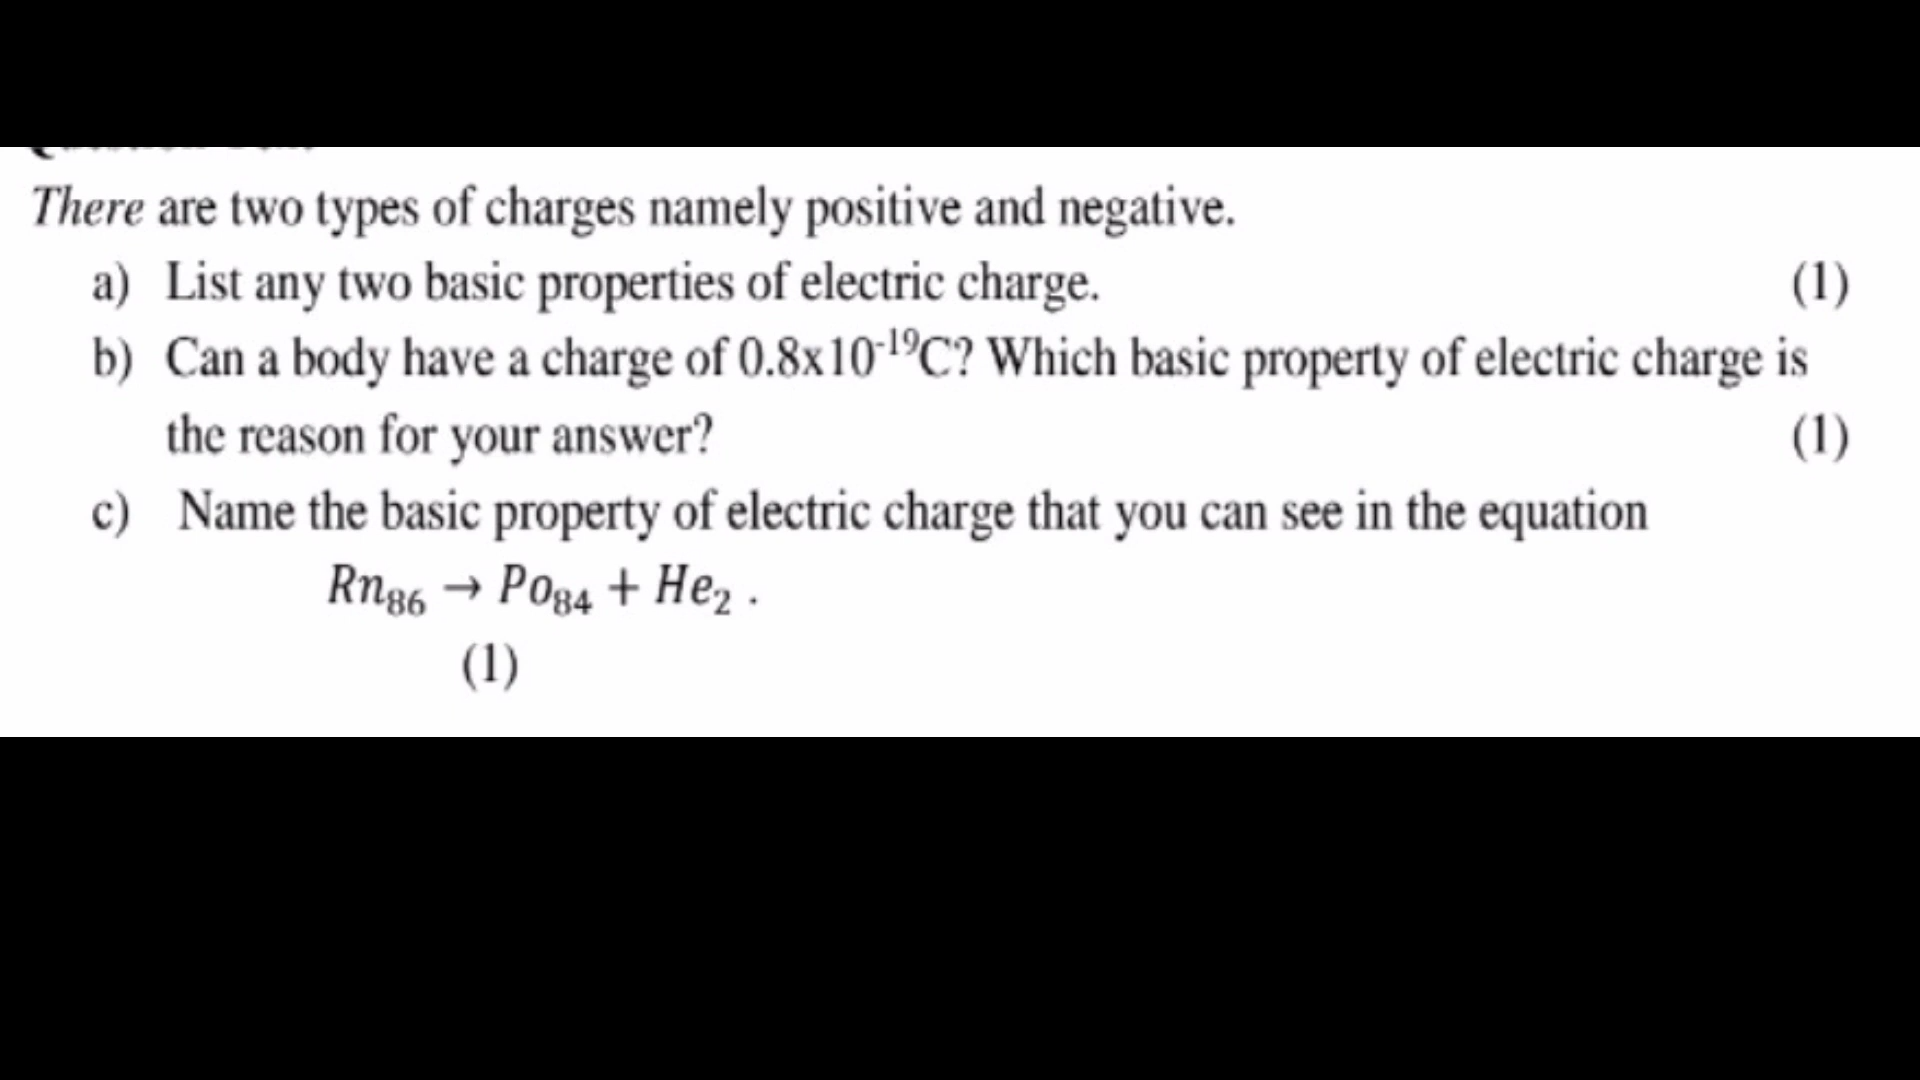 There are two types of charges namely positive and negative.
a) List any two basic properties of electric charge. (1)
b) Can a body have a charge of 0.8x10⁻¹⁹C? Which basic property of electric charge is
the reason for your answer? (1)
c) Name the basic property of electric charge that you can see in the equation
Rn₈₆ → Po₈₄ + He₂ .
(1)